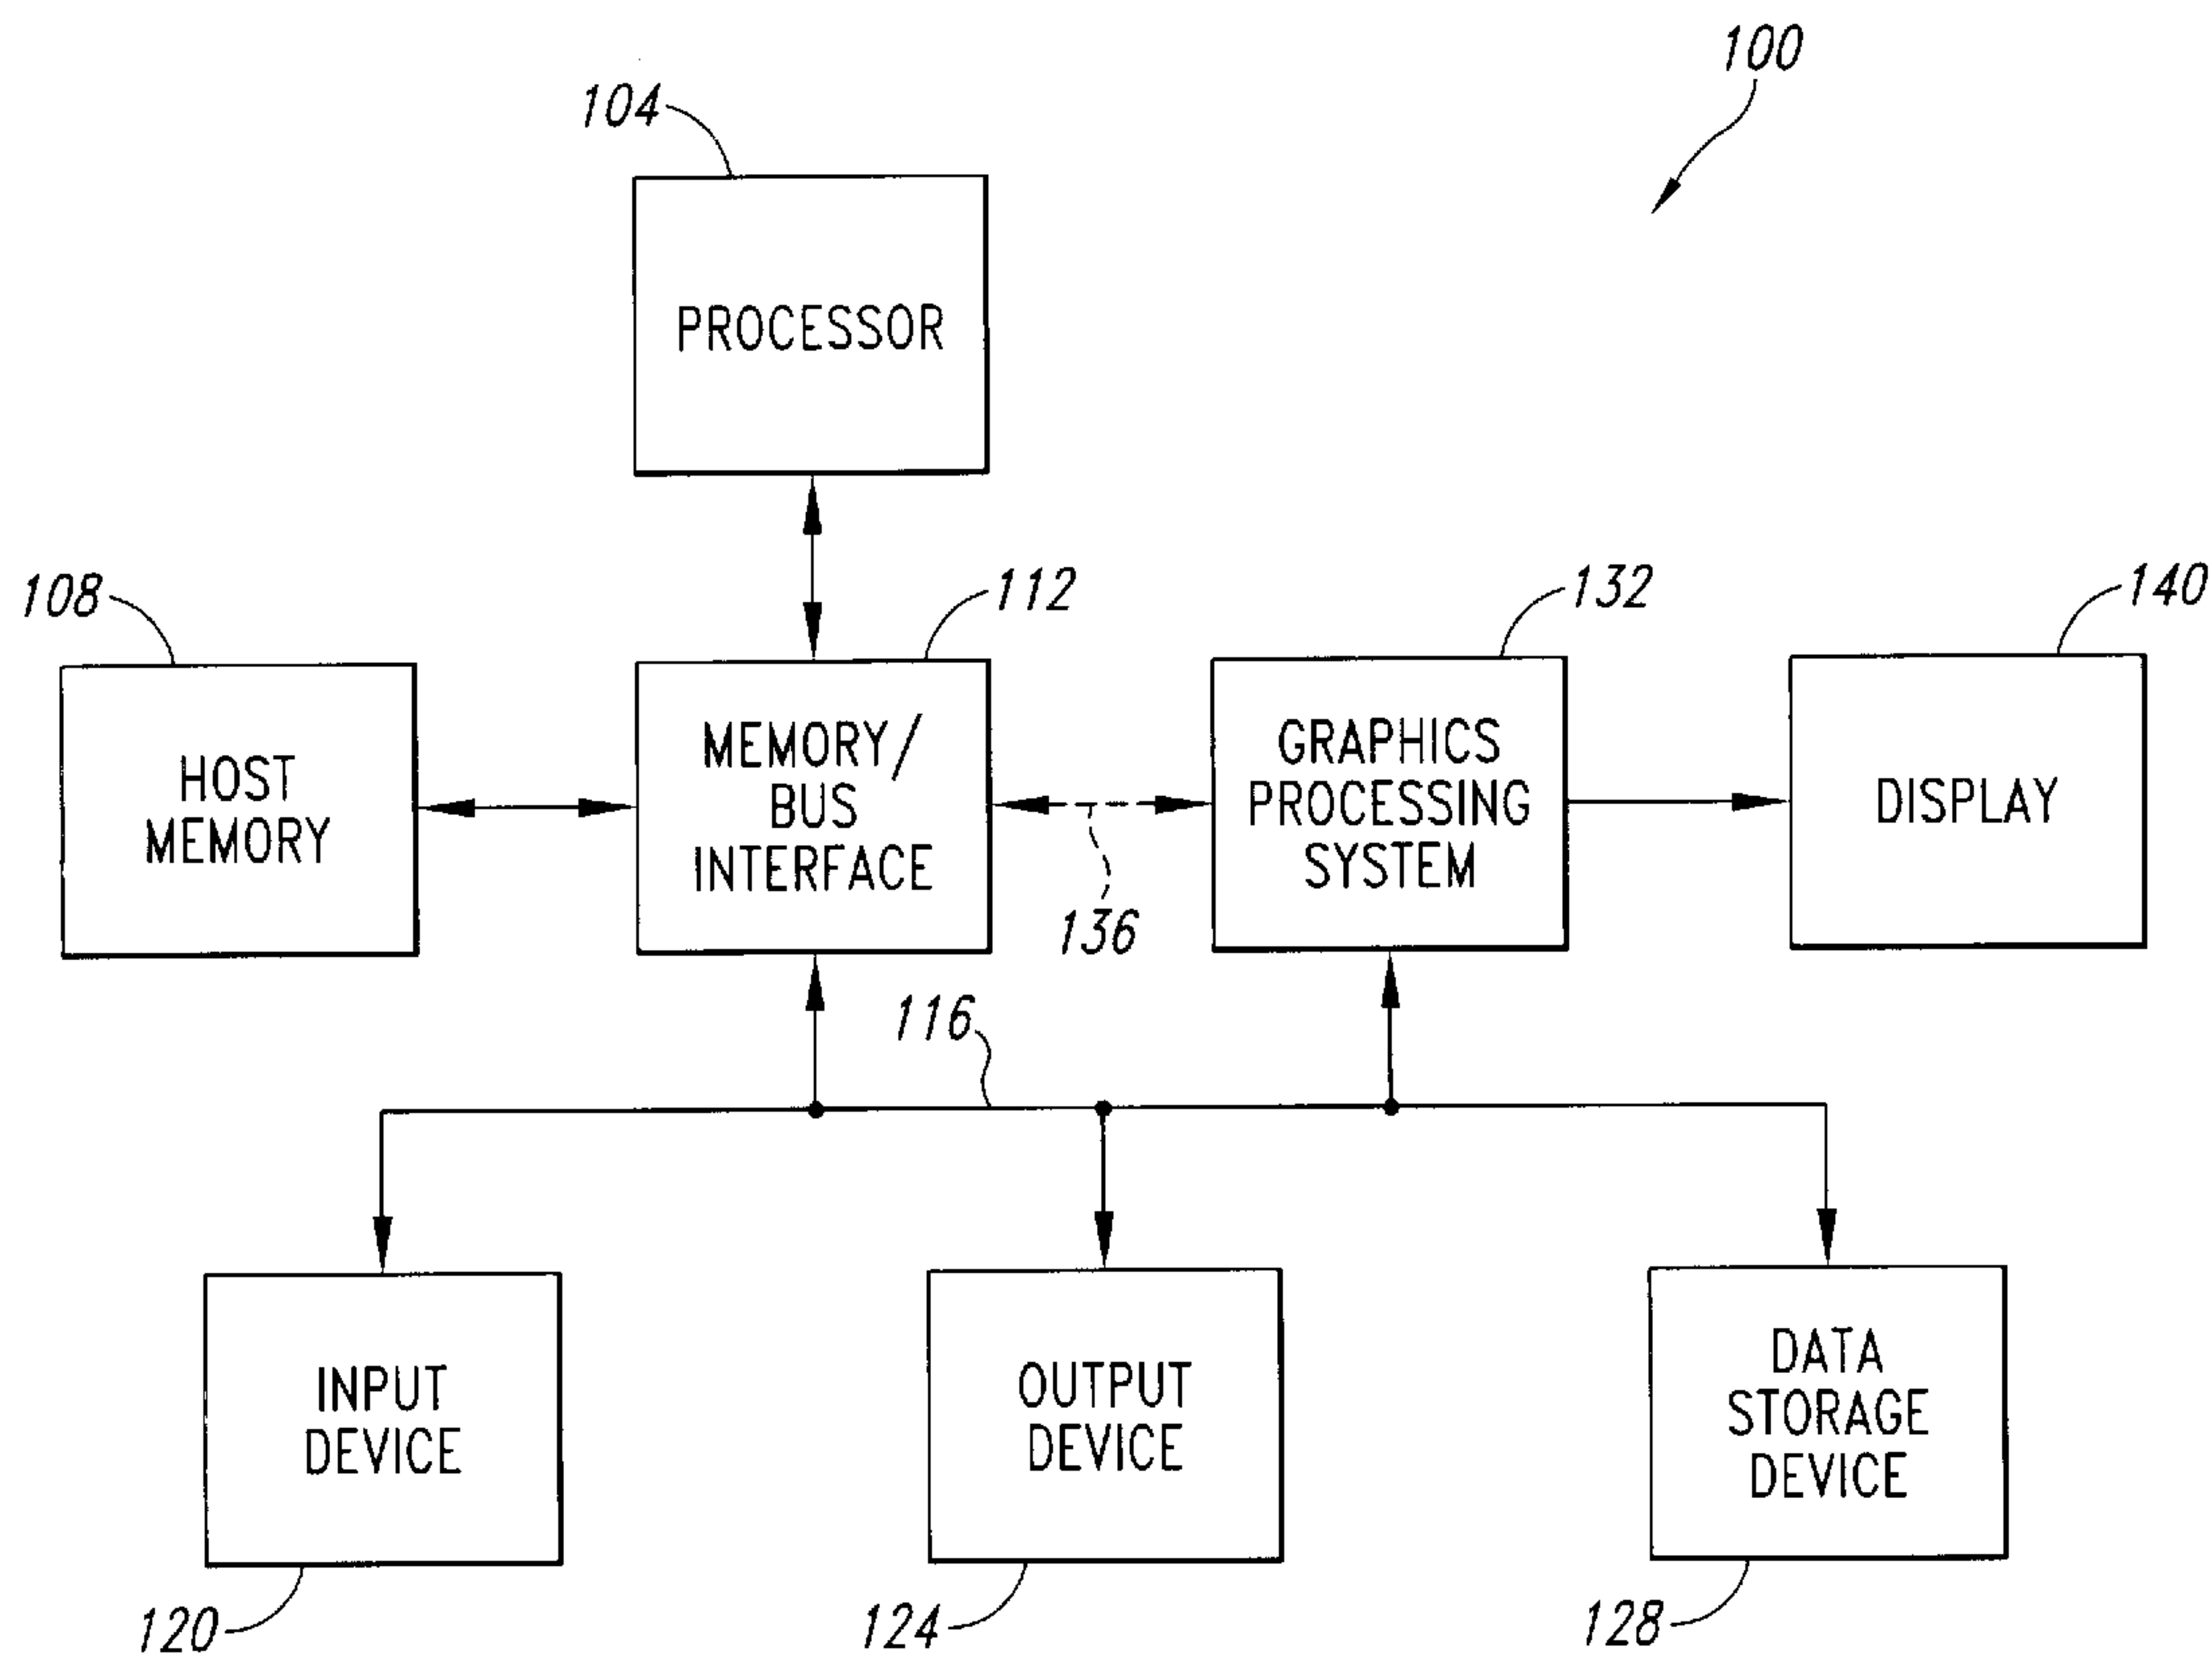 100
104
PROCESSOR
108
112
132
140
HOST
MEMORY
MEMORY/
BUS
INTERFACE
136
GRAPHICS
PROCESSING
SYSTEM
DISPLAY
116
INPUT
DEVICE
OUTPUT
DEVICE
DATA
STORAGE
DEVICE
120
124
128